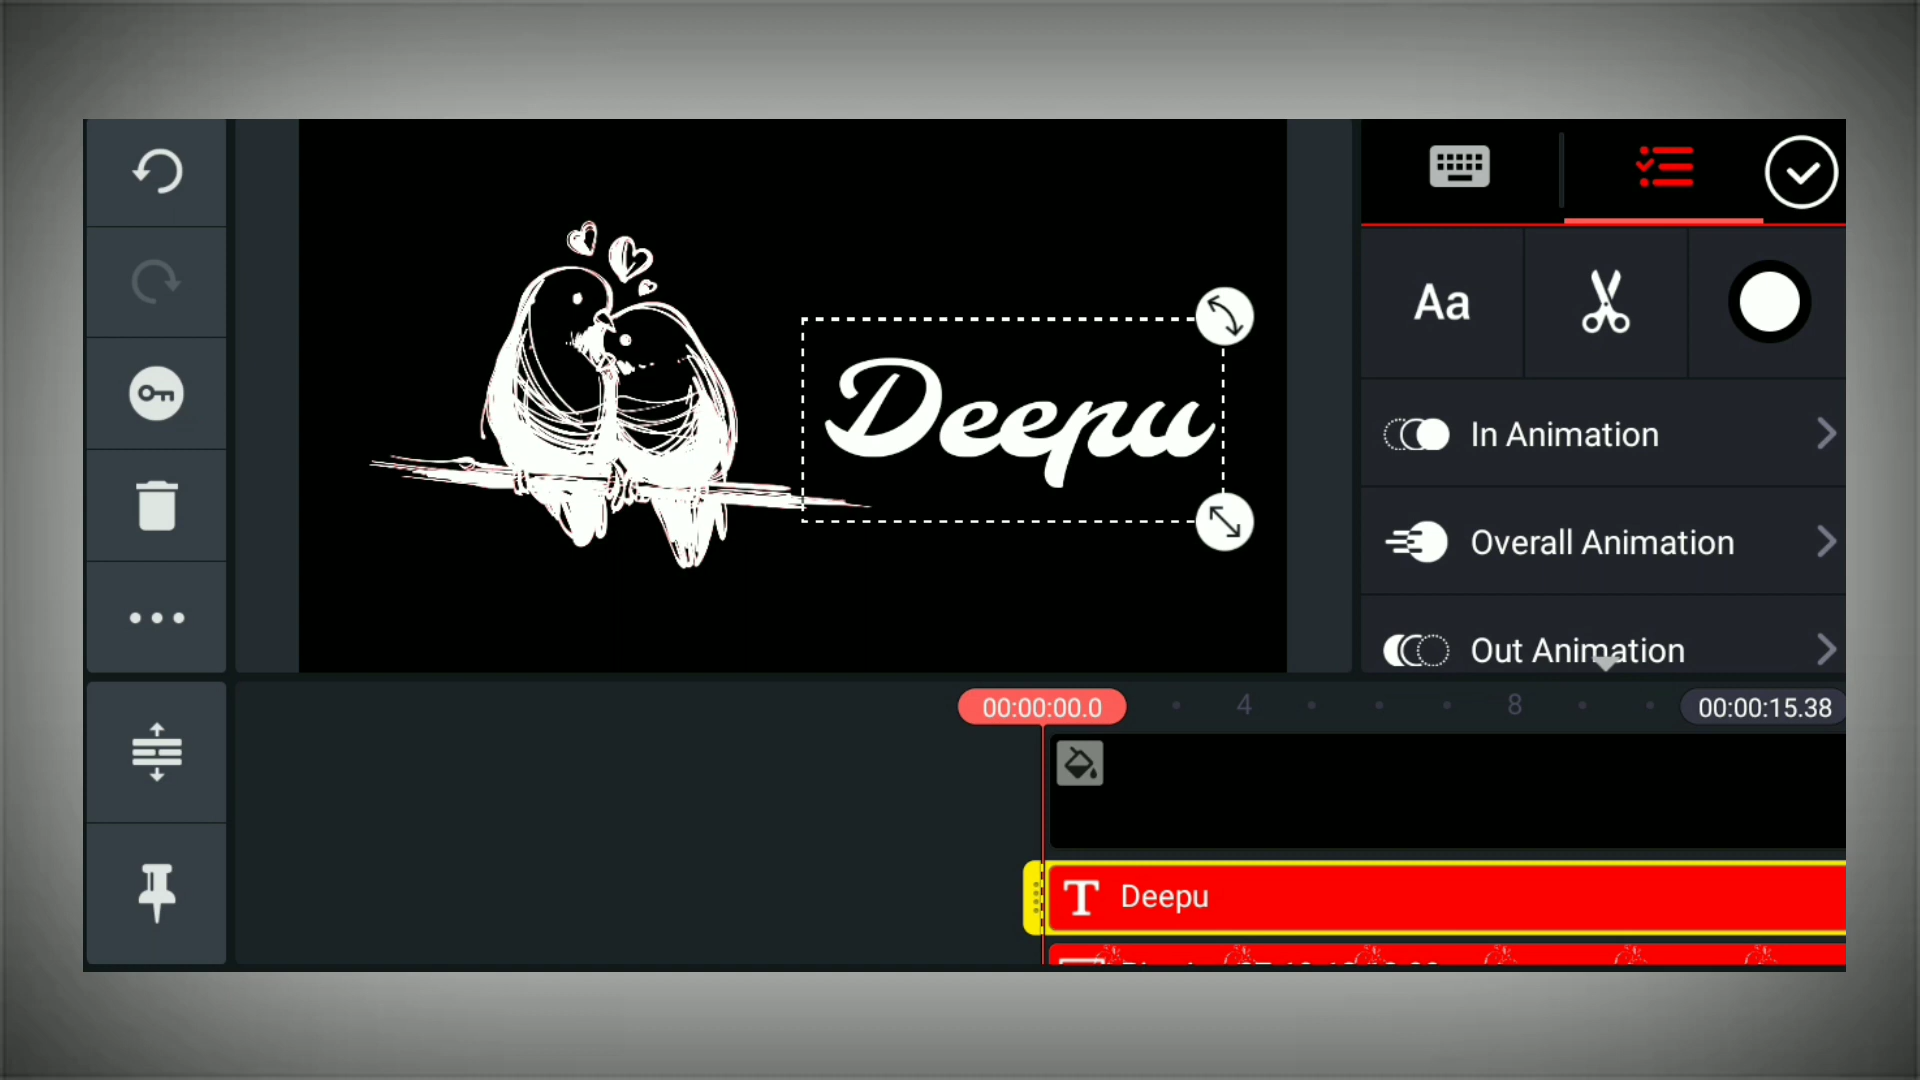 Deepu
Aa
In Animation
Overall Animation
Out Animation
00:00:00.0
4
8
00:00:15.38
T Deepu